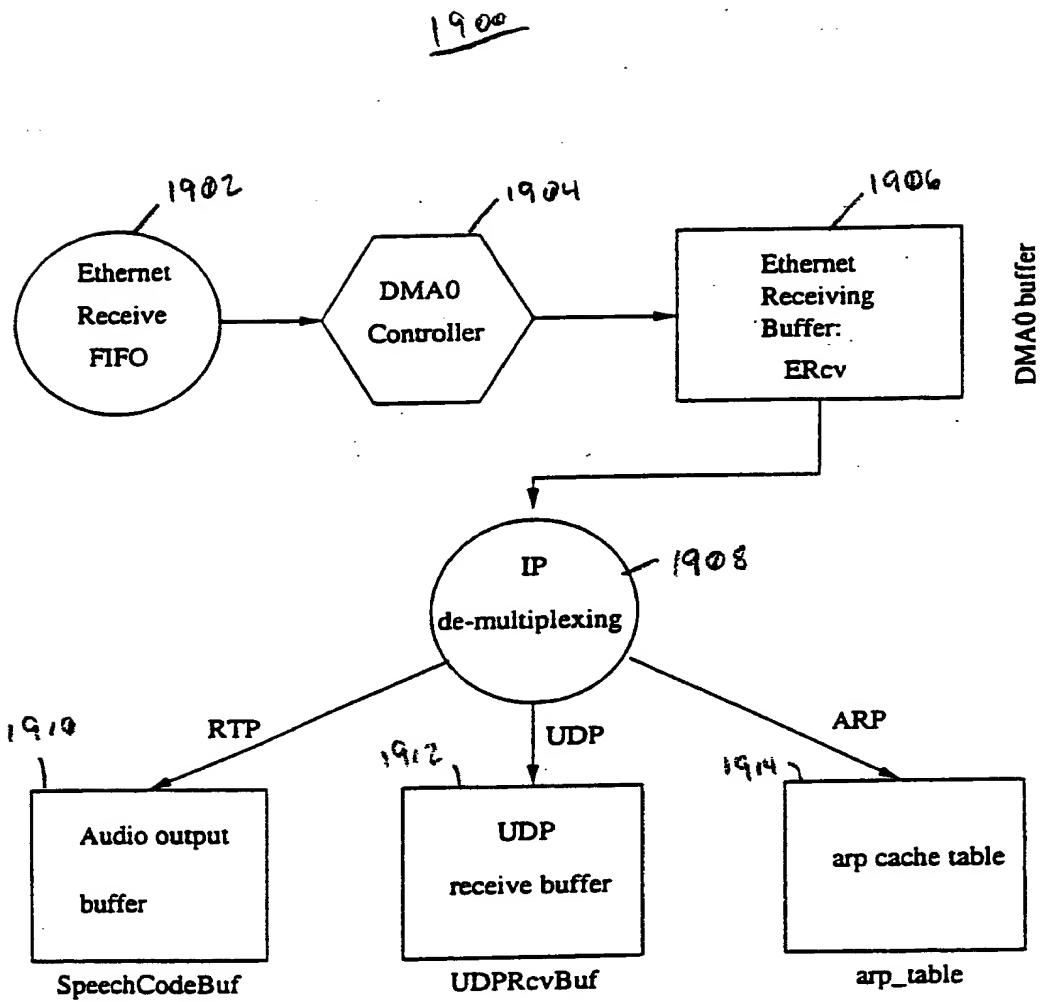 1900
1902
1904
1906
Ethernet
Receive
FIFO
DMA0
Controller
Ethernet
Receiving
Buffer:
ERcv
DMA0 buffer
IP
de-multiplexing
1908
RTP
UDP
ARP
1910
1912
1914
Audio output
buffer
UDP
receive buffer
arp cache table
SpeechCodeBuf
UDPRcvBuf
arp_table